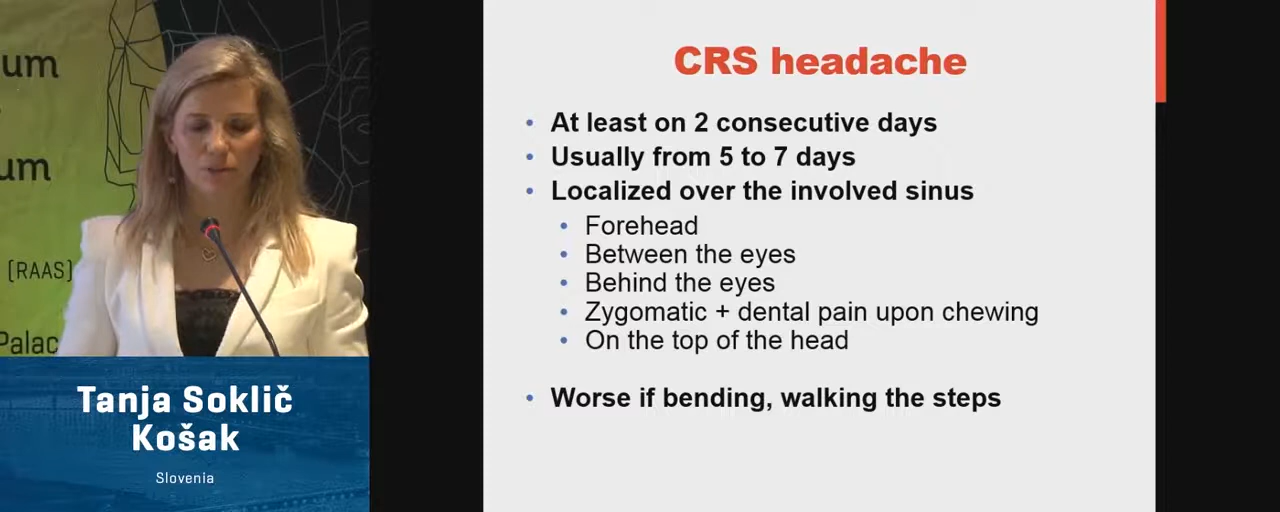 um
um
(RAAS)
Palac
Tanja Soklič
Košak
Slovenia
CRS headache
• At least on 2 consecutive days
• Usually from 5 to 7 days
• Localized over the involved sinus
• Forehead
• Between the eyes
• Behind the eyes
• Zygomatic + dental pain upon chewing
• On the top of the head
• Worse if bending, walking the steps